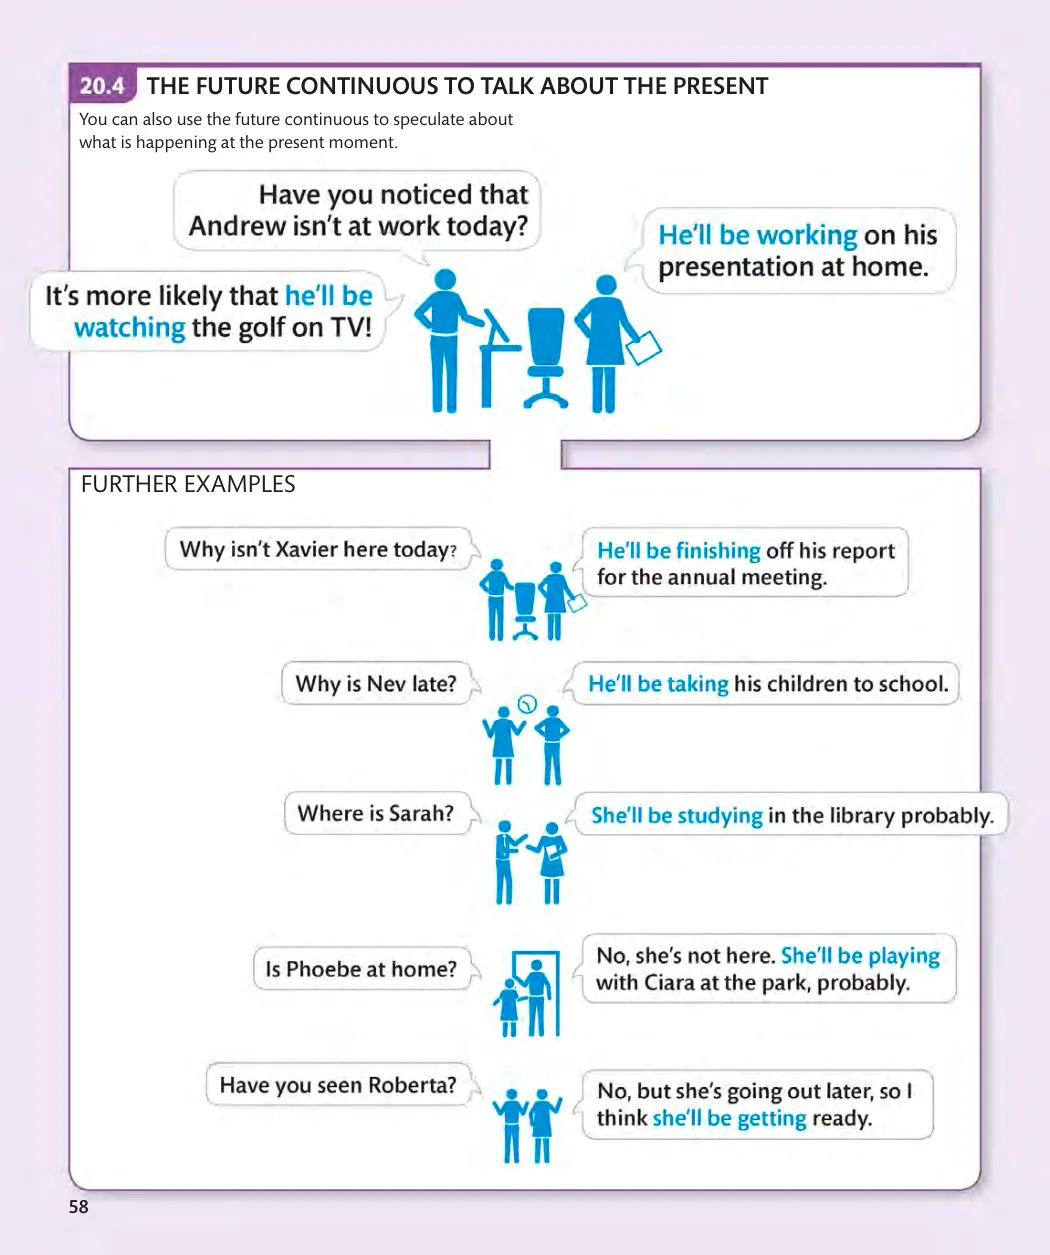 20.4 THE FUTURE CONTINUOUS TO TALK ABOUT THE PRESENT
You can also use the future continuous to speculate about
what is happening at the present moment.
Have you noticed that
Andrew isn't at work today?
He'll be working on his
presentation at home.
It's more likely that he'll be
watching the golf on TV!
FURTHER EXAMPLES
Why isn't Xavier here today?
He'll be finishing off his report
for the annual meeting.
Why is Nev late?
He'll be taking his children to school.
Where is Sarah?
She'll be studying in the library probably.
Is Phoebe at home?
No, she's not here. She'll be playing
with Ciara at the park, probably.
Have you seen Roberta?
No, but she's going out later, so I
think she'll be getting ready.
58